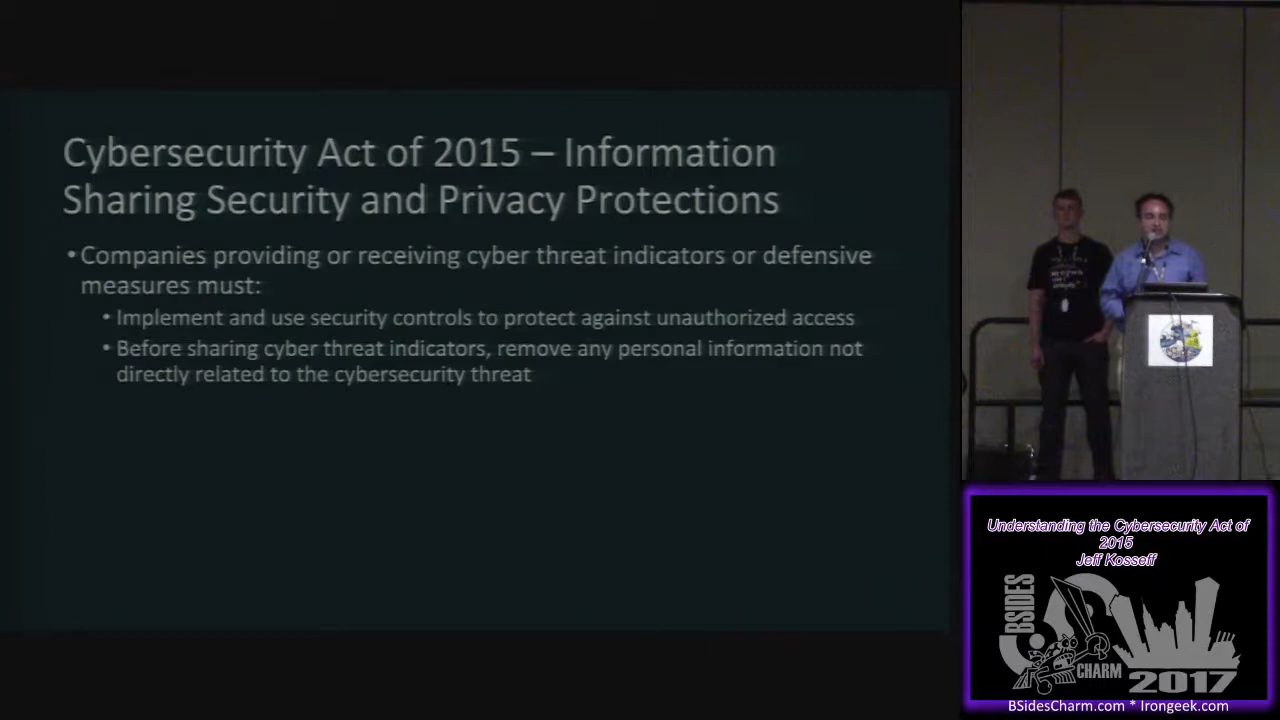 Cybersecurity Act of 2015 – Information
Sharing Security and Privacy Protections
• Companies providing or receiving cyber threat indicators or defensive
measures must:
• Implement and use security controls to protect against unauthorized access
• Before sharing cyber threat indicators, remove any personal information not
directly related to the cybersecurity threat
Understanding the Cybersecurity Act of
2015
Jeff Kosseff
BSIDES
CHARM
2017
BSidesCharm.com * Irongeek.com